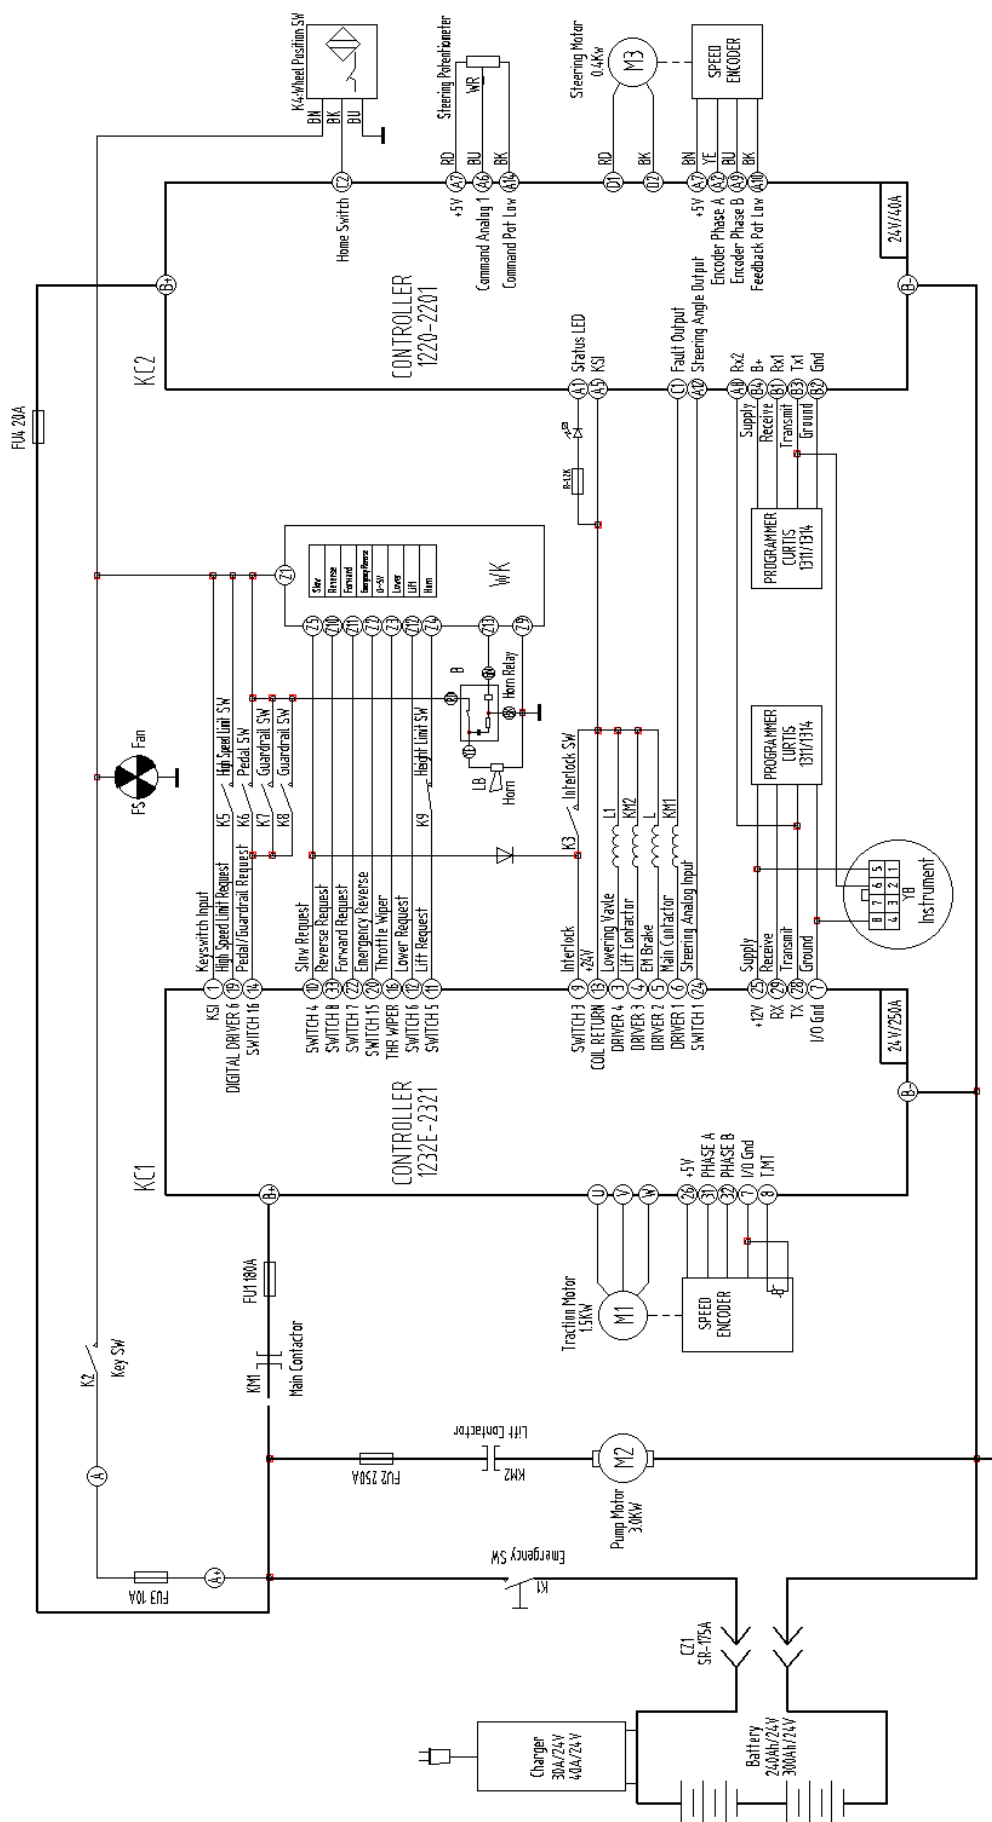 FU4 20A
FU3 10A
A+
A
K2
Key SW
FS
Fan
K4:Wheel Position SW
BN
BK
BU
KC1
CONTROLLER
1232E-2321
24V/250A
B+
B-
KC2
CONTROLLER
1220-2201
24V/40A
B+
B-
C2
Home Switch
Steering Potentiometer
WR
RD
BU
BK
A7
A6
A14
+5V
Command Analog 1
Command Pot Low
Steering Motor
0.4Kw
M3
RD
BK
D1
D2
SPEED
ENCODER
BN
YE
BU
BK
A7
A2
A9
A10
+5V
Encoder Phase A
Encoder Phase B
Feedback Pot Low
A1
Status LED
A5
KSI
C1
Fault Output
A12
Steering Angle Output
Rx2
B4
B+
B1
Rx1
B3
Tx1
B2
Gnd
Supply
Receive
Transmit
Ground
PROGRAMMER
CURTIS
1311/1314
R-1.2K
WK
Z1
Slow
Reverse
Forward
Emergency Reverse
0-5V
Lower
Lift
Horn
Z5
Z10
Z11
Z2
Z3
Z12
Z4
Z13
Z9
B
Horn Relay
LB
Horn
K5
High Speed Limit SW
K6
Pedal SW
K7
Guardrail SW
K8
Guardrail SW
K9
Height Limit SW
Keyswitch Input
High Speed Limit Request
Pedal/Guardrail Request
1
19
14
KSI
DIGITAL DRIVER 6
SWITCH 16
Slow Request
Reverse Request
Forward Request
Emergency Reverse
Throttle Wiper
Lower Request
Lift Request
10
33
22
20
16
12
11
SWITCH 4
SWITCH 8
SWITCH 7
SWITCH 15
THR WIPER
SWITCH 6
SWITCH 5
K3
Interlock SW
L1
KM2
L
KM1
Interlock
+24V
Lowering Vavle
Lift Contactor
EM Brake
Main Contactor
Steering Analog Input
9
13
3
4
5
6
24
SWITCH 3
COIL RETURN
DRIVER 4
DRIVER 3
DRIVER 2
DRIVER 1
SWITCH 1
PROGRAMMER
CURTIS
1311/1314
Supply
Receive
Transmit
Ground
25
29
28
7
+12V
RX
TX
I/O Gnd
8
7
6
5
4
3
2
1
YB
Instrument
FU1 180A
KM1
Main Contactor
U
V
W
Traction Motor
1.5KW
M1
SPEED
ENCODER
26
31
32
7
8
+5V
PHASE A
PHASE B
I/O Gnd
T.MT
FU2 250A
KM2
Lift Contactor
M2
Pump Motor
3.0KW
Emergency SW
K1
CZ1
SR-175A
Charger
30A/24V
40A/24V
Battery
240Ah/24V
300Ah/24V